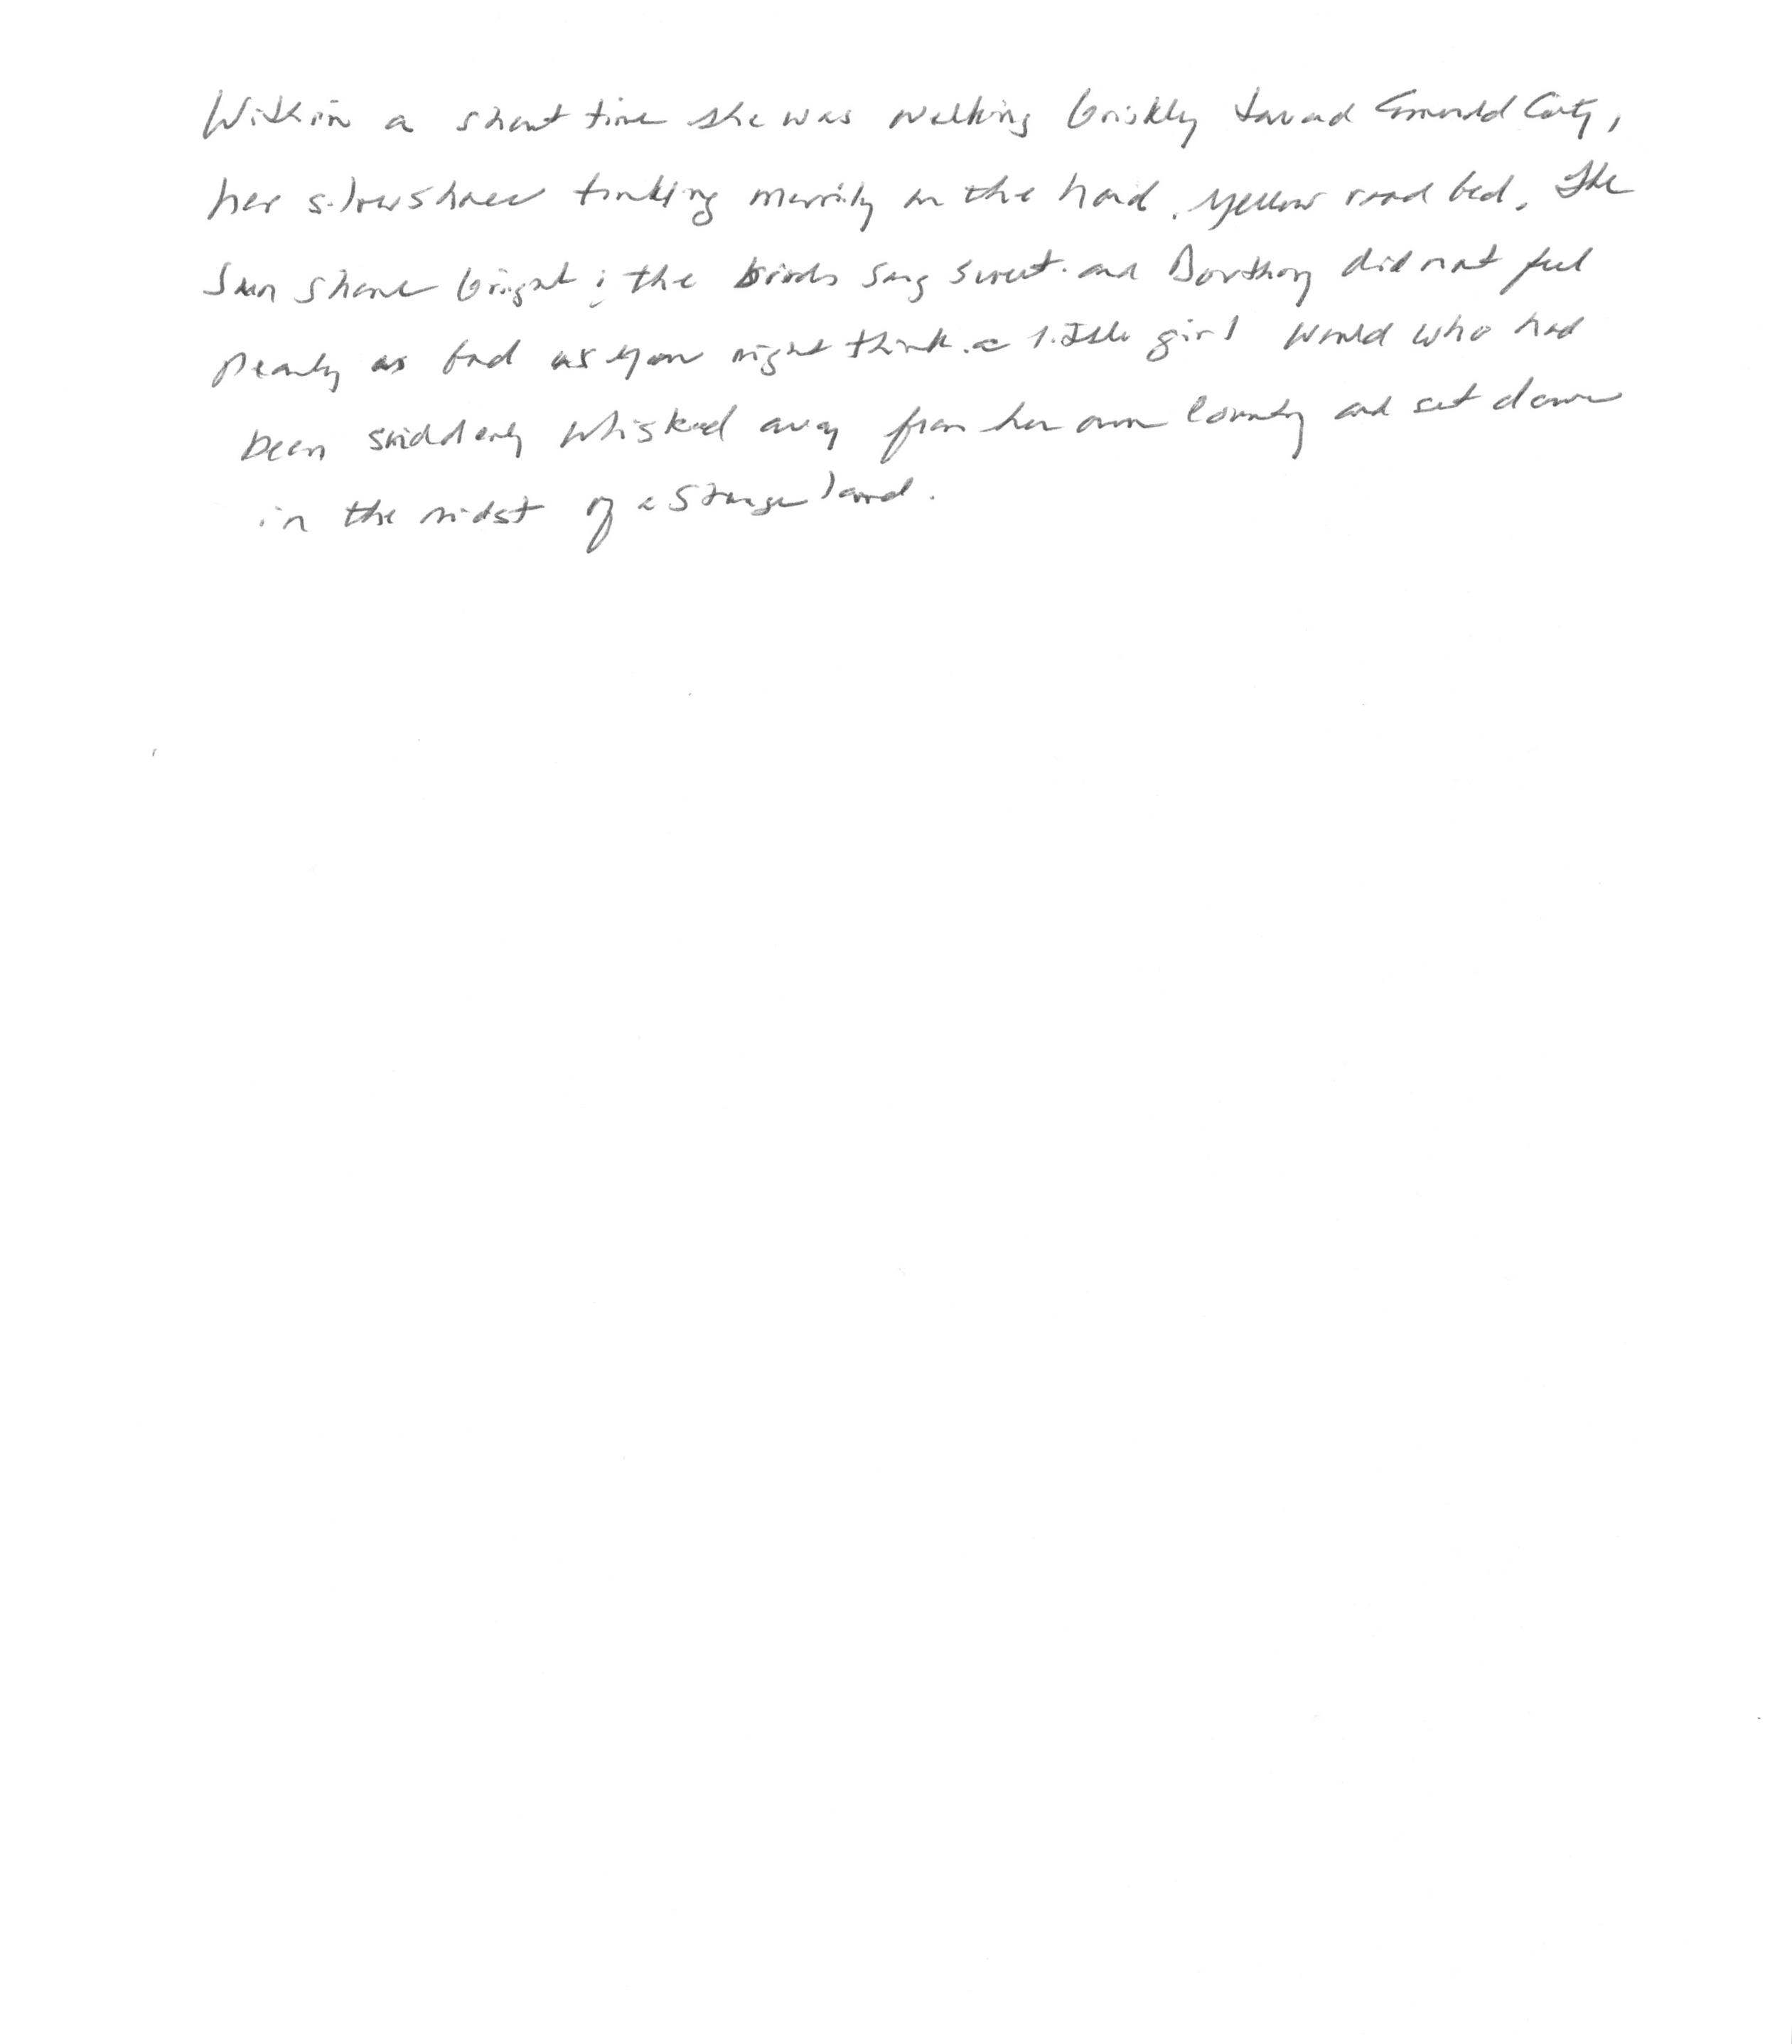 Within a short time she was walking briskly toward Emerald City,
her silver shoes tinkling merrily on the hard, yellow road bed. The
sun shone bright; the birds sang sweet and Dorthory did not feel
nearly as bad as you might think a little girl would who had
been suddenly whisked away from her own country and set down
in the midst of a strange land.